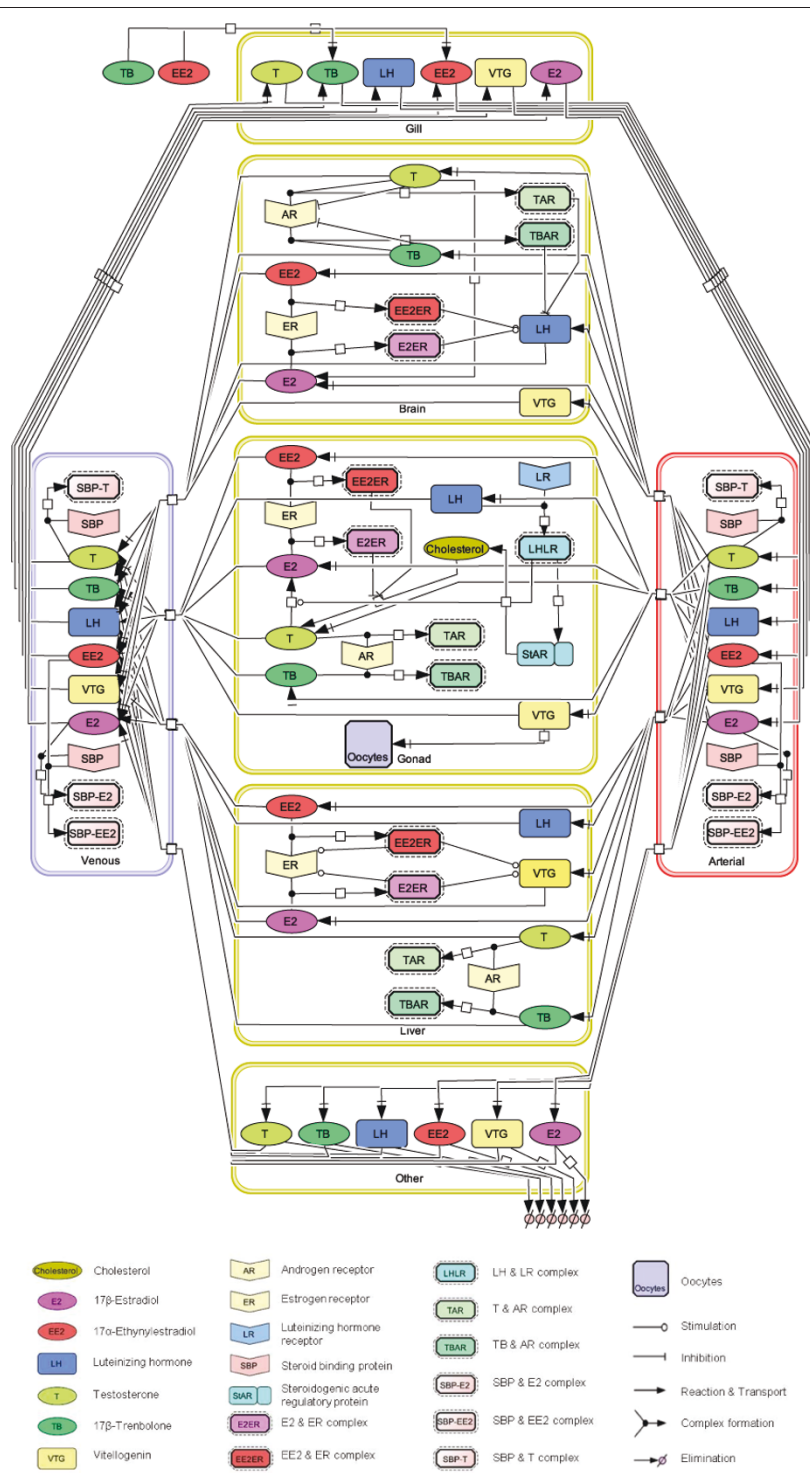 TB EE2 T TB LH EE2 VTG E2
Gill
T
AR
TAR
TBAR
TB
EE2
EE2ER
ER
LH
E2ER
E2
VTG
Brain
EE2
EE2ER
LR
LH
ER
E2ER
Cholesterol
LHLR
E2
T
TAR
AR
StAR
TB
TBAR
VTG
Oocytes
Gonad
SBP-T
SBP
T
TB
LH
EE2
VTG
E2
SBP
SBP-E2
SBP-EE2
Venous
SBP-T
SBP
T
TB
LH
EE2
VTG
E2
SBP
SBP-E2
SBP-EE2
Arterial
EE2
LH
EE2ER
ER
VTG
E2ER
E2
T
TAR
AR
TBAR
TB
Liver
T TB LH EE2 VTG E2
Other
Cholesterol Cholesterol
E2 17β-Estradiol
EE2 17α-Ethynylestradiol
LH Luteinizing hormone
T Testosterone
TB 17β-Trenbolone
VTG Vitellogenin
AR Androgen receptor
ER Estrogen receptor
LR Luteinizing hormone
receptor
SBP Steroid binding protein
StAR Steroidogenic acute
regulatory protein
E2ER E2 & ER complex
EE2ER EE2 & ER complex
LHLR LH & LR complex
TAR T & AR complex
TBAR TB & AR complex
SBP-E2 SBP & E2 complex
SBP-EE2 SBP & EE2 complex
SBP-T SBP & T complex
Oocytes Oocytes
Stimulation
Inhibition
Reaction & Transport
Complex formation
Elimination